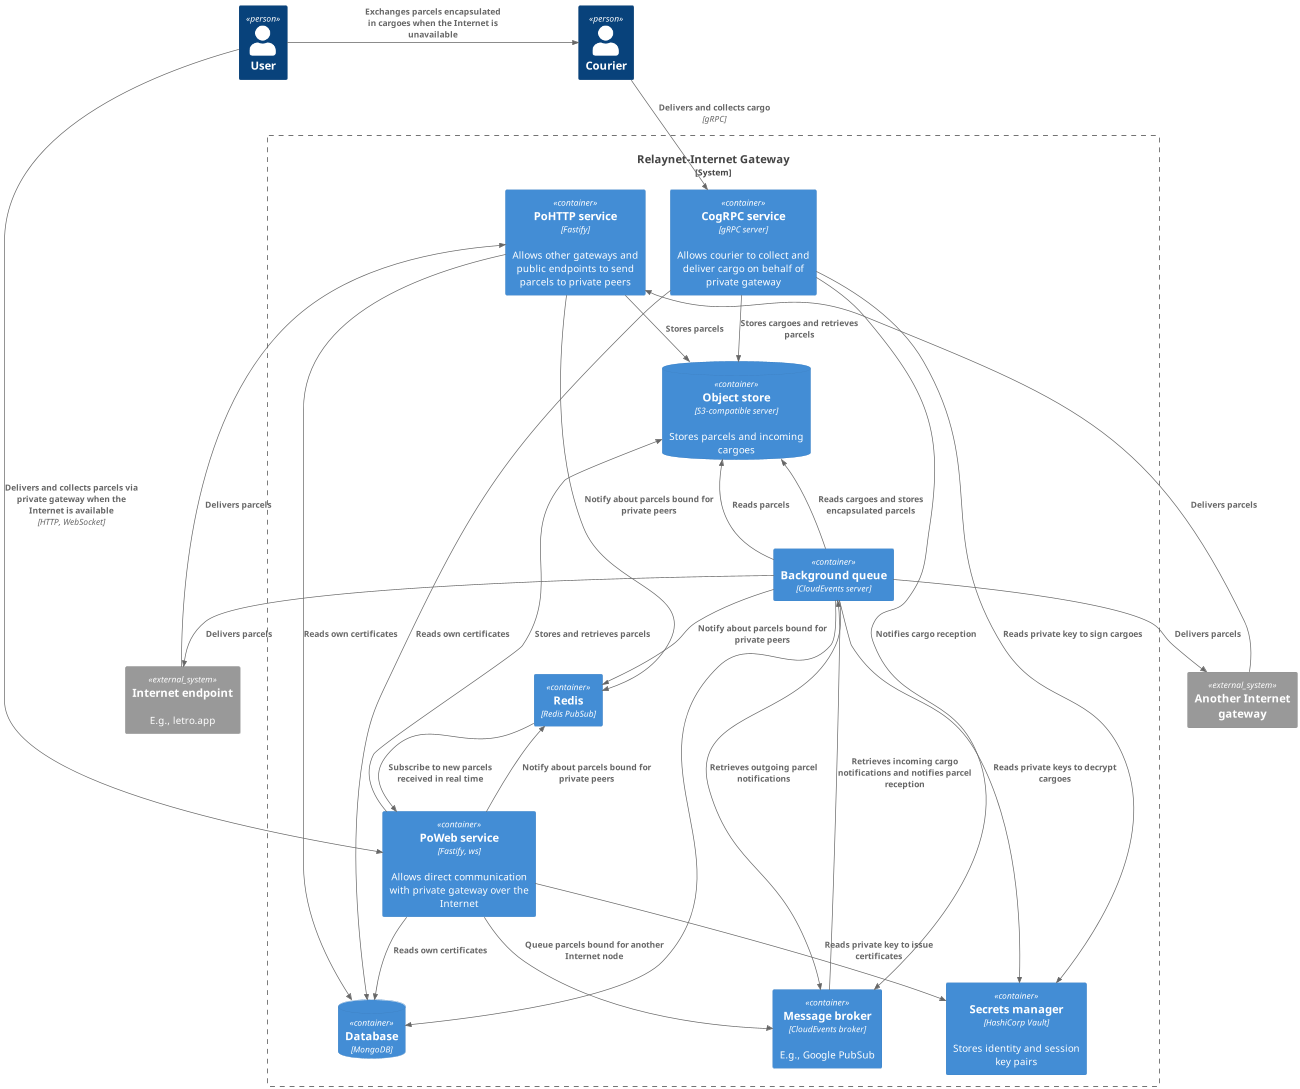 «person»
User
Exchanges parcels encapsulated
in cargoes when the Internet is
unavailable
«person»
Courier
Delivers and collects cargo
[gRPC]
Relaynet-Internet Gateway
[System]
«container»
PoHTTP service
[Fastify]
Allows other gateways and
public endpoints to send
parcels to private peers
«container»
CogRPC service
[gRPC server]
Allows courier to collect and
deliver cargo on behalf of
private gateway
Stores parcels
Stores cargoes and retrieves
parcels
«container»
Object store
[S3-compatible server]
Stores parcels and incoming
cargoes
Delivers and collects parcels via
private gateway when the
Internet is available
[HTTP, WebSocket]
Delivers parcels
Notify about parcels bound for
private peers
Reads parcels
Reads cargoes and stores
encapsulated parcels
Delivers parcels
«container»
Background queue
[CloudEvents server]
Delivers parcels
Reads own certificates
Reads own certificates
Stores and retrieves parcels
Notify about parcels bound for
private peers
Notifies cargo reception
Reads private key to sign cargoes
Delivers parcels
«external_system»
Internet endpoint
E.g., letro.app
«container»
Redis
[Redis PubSub]
«external_system»
Another Internet
gateway
Subscribe to new parcels
received in real time
Notify about parcels bound for
private peers
Retrieves outgoing parcel
notifications
Retrieves incoming cargo
notifications and notifies parcel
reception
Reads private keys to decrypt
cargoes
«container»
PoWeb service
[Fastify, ws]
Allows direct communication
with private gateway over the
Internet
Reads own certificates
Queue parcels bound for another
Internet node
Reads private key to issue
certificates
«container»
Database
[MongoDB]
«container»
Message broker
[CloudEvents broker]
E.g., Google PubSub
«container»
Secrets manager
[HashiCorp Vault]
Stores identity and session
key pairs